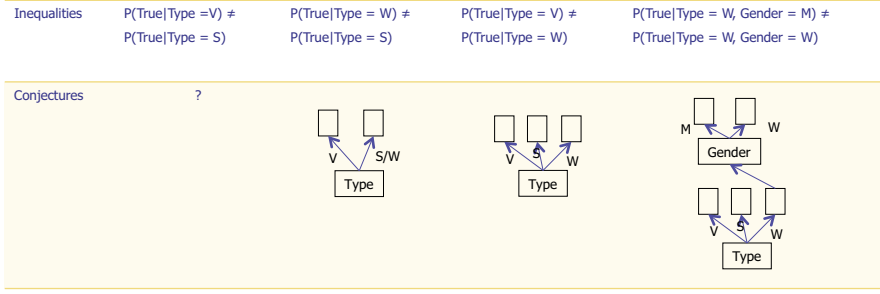 Inequalities P(True|Type =V) ≠ P(True|Type = W) ≠ P(True|Type = V) ≠ P(True|Type = W, Gender = M) ≠
P(True|Type = S) P(True|Type = S) P(True|Type = W) P(True|Type = W, Gender = W)
Conjectures ?
M W
Gender
V S/W V S W
Type Type
V S W
Type